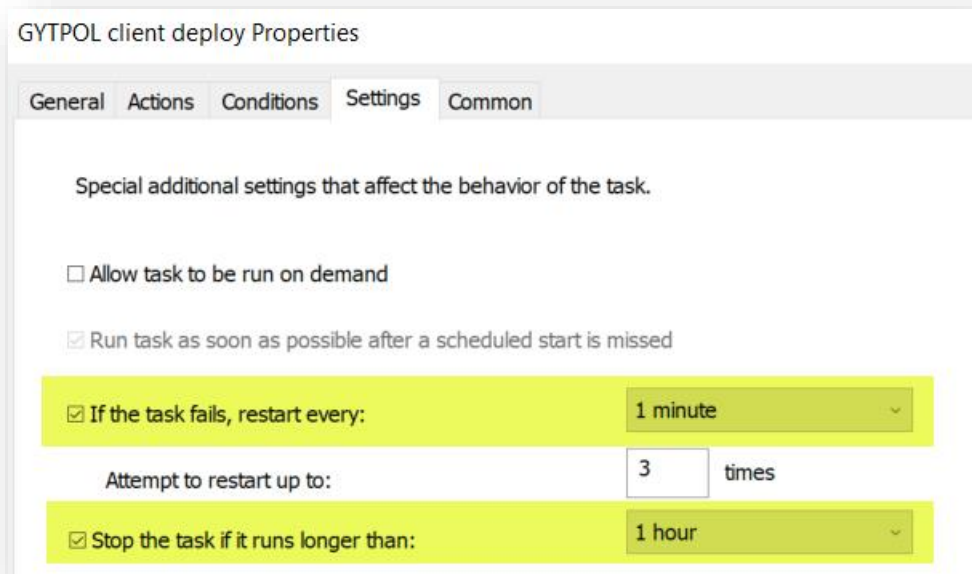 GYTPOL client deploy Properties
General Actions Conditions Settings Common
Special additional settings that affect the behavior of the task.
Allow task to be run on demand
Run task as soon as possible after a scheduled start is missed
If the task fails, restart every: 1 minute
Attempt to restart up to: 3 times
Stop the task if it runs longer than: 1 hour